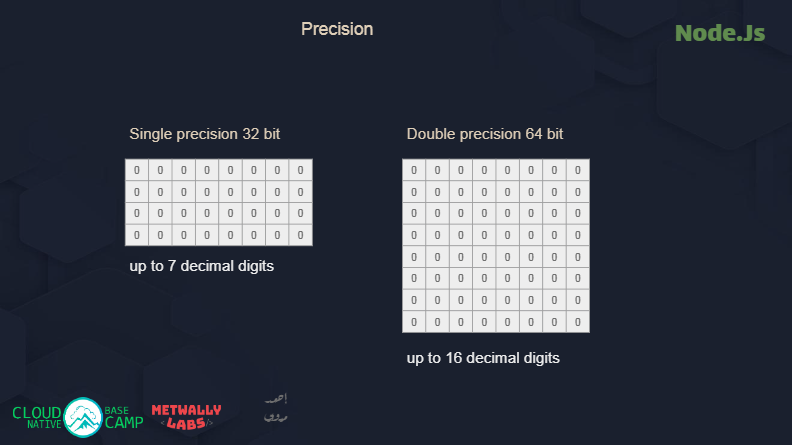 Precision
Node.Js
Single precision 32 bit
0 0 0 0 0 0 0 0
0 0 0 0 0 0 0 0
0 0 0 0 0 0 0 0
0 0 0 0 0 0 0 0
up to 7 decimal digits
Double precision 64 bit
0 0 0 0 0 0 0 0
0 0 0 0 0 0 0 0
0 0 0 0 0 0 0 0
0 0 0 0 0 0 0 0
0 0 0 0 0 0 0 0
0 0 0 0 0 0 0 0
0 0 0 0 0 0 0 0
0 0 0 0 0 0 0 0
up to 16 decimal digits
CLOUD NATIVE
BASE CAMP
METWALLY
<LABS/>
احمد